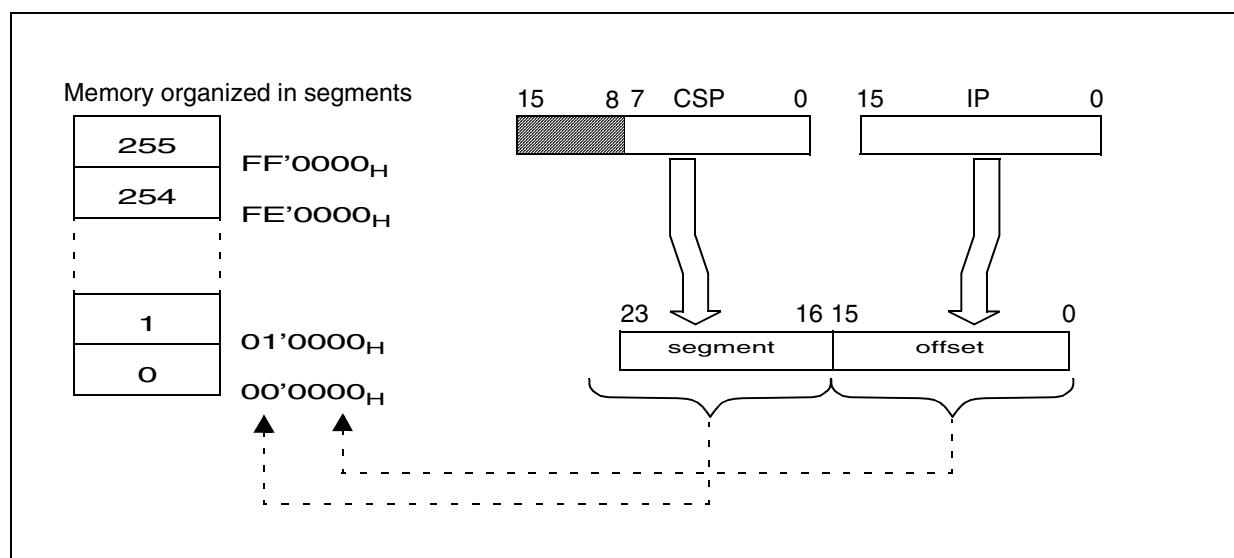 Memory organized in segments
255
FF'0000H
254
FE'0000H
1
01'0000H
0
00'0000H
15 8 7 CSP 0
15 IP 0
23 16 15 0
segment offset